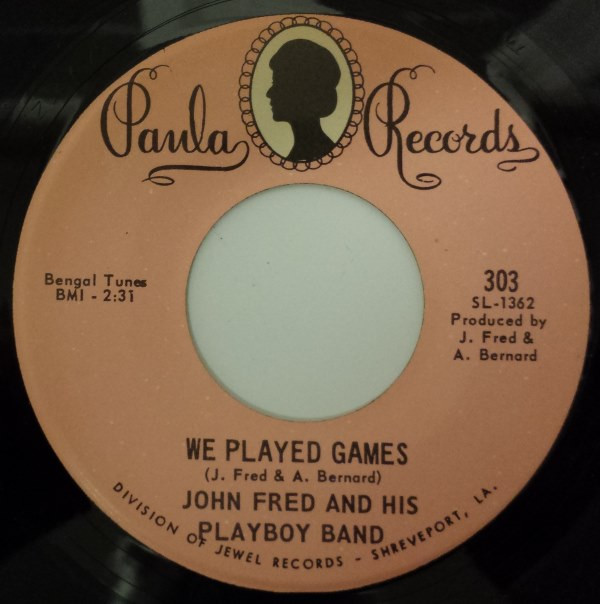 Paula Records
Bengal Tunes
BMI - 2:31
303
SL-1362
Produced by
J. Fred &
A. Bernard
WE PLAYED GAMES
(J. Fred & A. Bernard)
JOHN FRED AND HIS
PLAYBOY BAND
DIVISION OF JEWEL RECORDS - SHREVEPORT, LA.